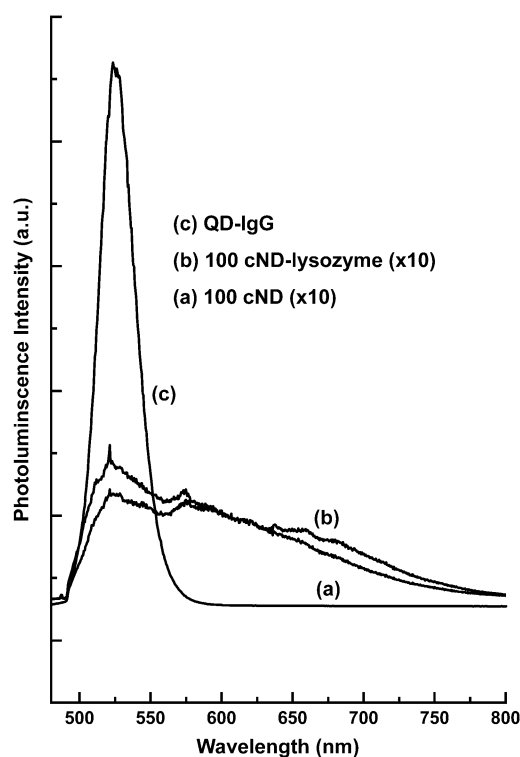 Photoluminscence Intensity (a.u.)
(c) QD-IgG
(b) 100 cND-lysozyme (x10)
(a) 100 cND (x10)
(c)
(b)
(a)
500 550 600 650 700 750 800
Wavelength (nm)